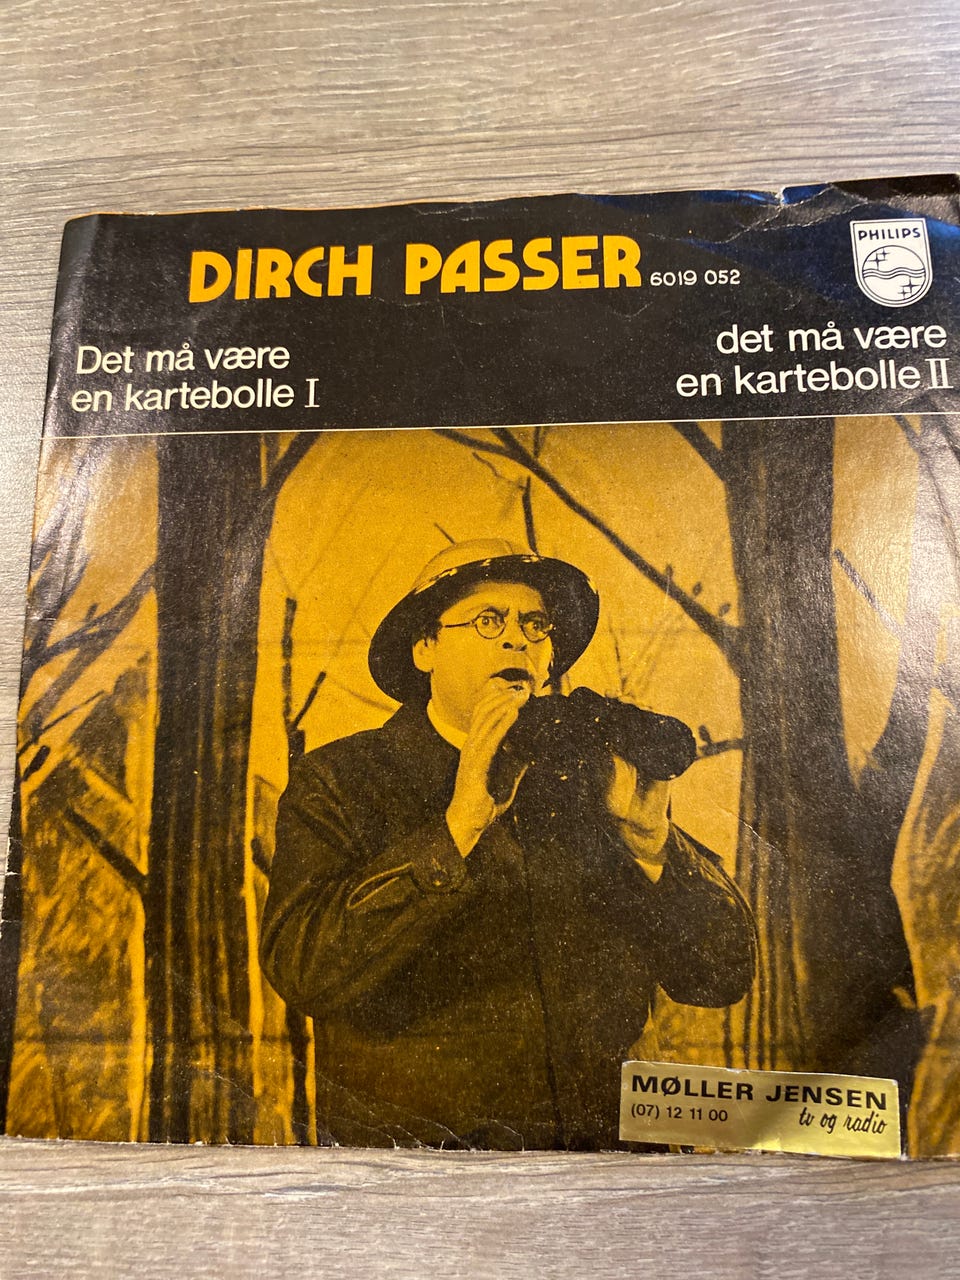 DIRCH PASSER 6019 052
PHILIPS
Det må være
en kartebolle I
det må være
en kartebolle II
MØLLER JENSEN
(07) 12 11 00 tv og radio